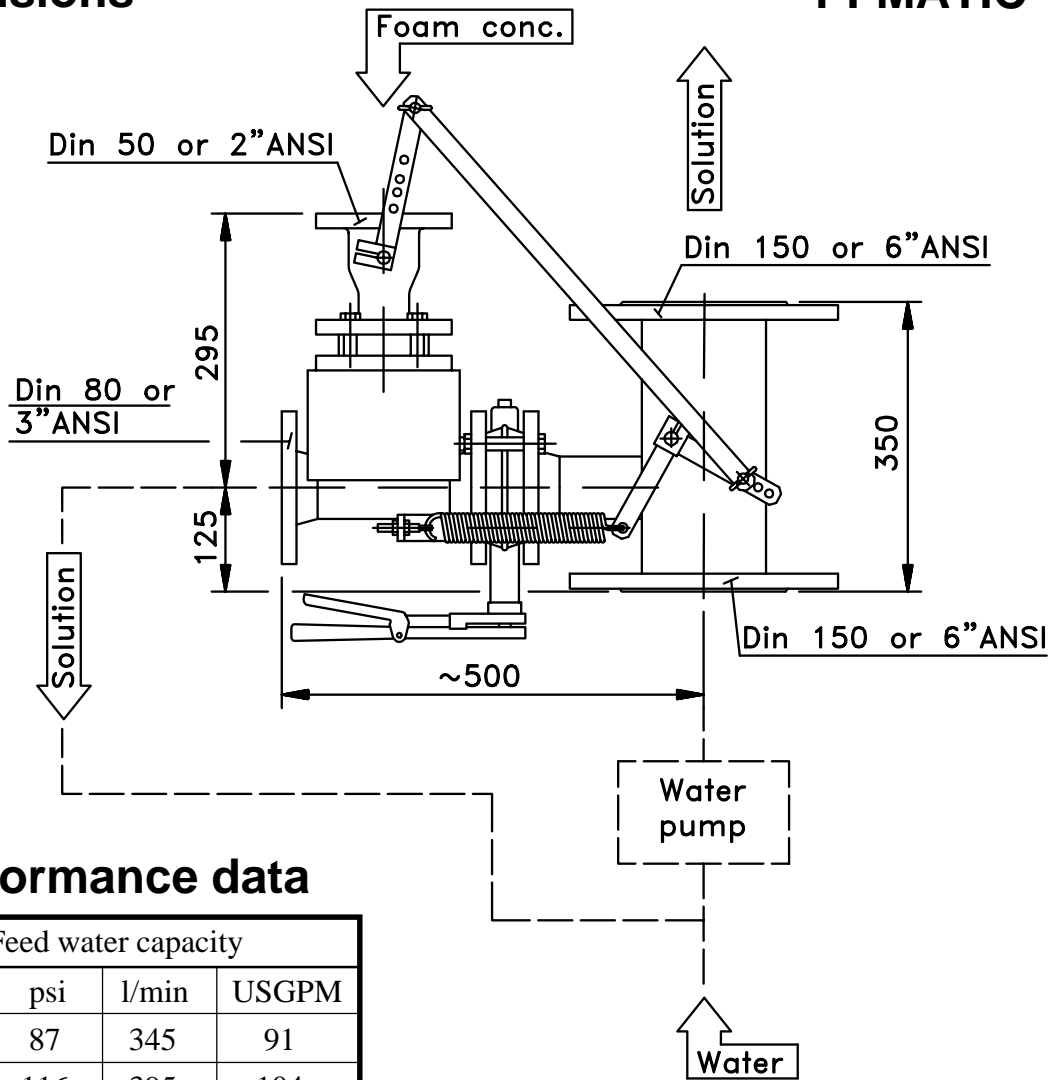 Foam conc.
Solution
Din 50 or 2”ANSI
Din 150 or 6”ANSI
295
Din 80 or
3”ANSI
350
125
Solution
Din 150 or 6”ANSI
~500
Water
pump
data
Feed water capacity
psi l/min USGPM
87 345 91
Water